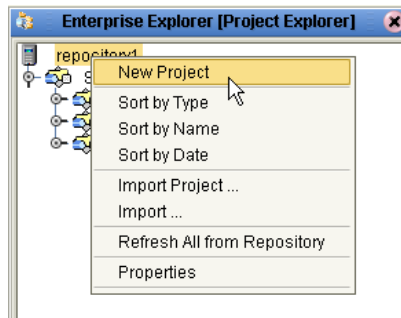 Enterprise Explorer [Project Explorer]
repository1
S
New Project
Sort by Type
Sort by Name
Sort by Date
Import Project ...
Import ...
Refresh All from Repository
Properties